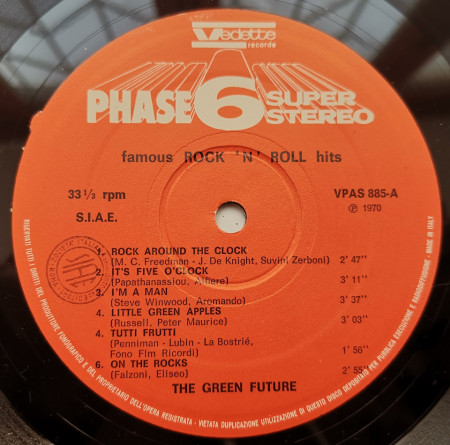 Vedette
records
PHASE 6 SUPER
STEREO
famous ROCK 'N' ROLL hits
33 1/3 rpm
VPAS 885-A
S.I.A.E.
℗ 1970
ROCK AROUND THE CLOCK
(M. C. Freedman - J. De Knight, Suvini Zerboni) 2' 47"
2. IT'S FIVE O'CLOCK
(Papathanassiou, Alfiere) 3' 11"
3. I'M A MAN
(Steve Winwood, Aromando) 3' 37"
4. LITTLE GREEN APPLES
(Russell, Peter Maurice) 3' 03"
4. TUTTI FRUTTI
(Penniman - Lubin - La Bostrié,
Fono Flm Ricordi) 1' 56"
6. ON THE ROCKS
(Falzoni, Eliseo) 2' 55
THE GREEN FUTURE
RISERVATI TUTTI I DIRITTI DEL PRODUTTORE FONOGRAFICO E DEL PROPRIETARIO DELL'OPERA REGISTRATA - VIETATA DUPLICAZIONE UTILIZZAZIONE DI QUESTO DISCO DEPOSITATO PER PUBBLICA ESECUZIONE E RADIODIFFUSIONE - MADE IN ITALY